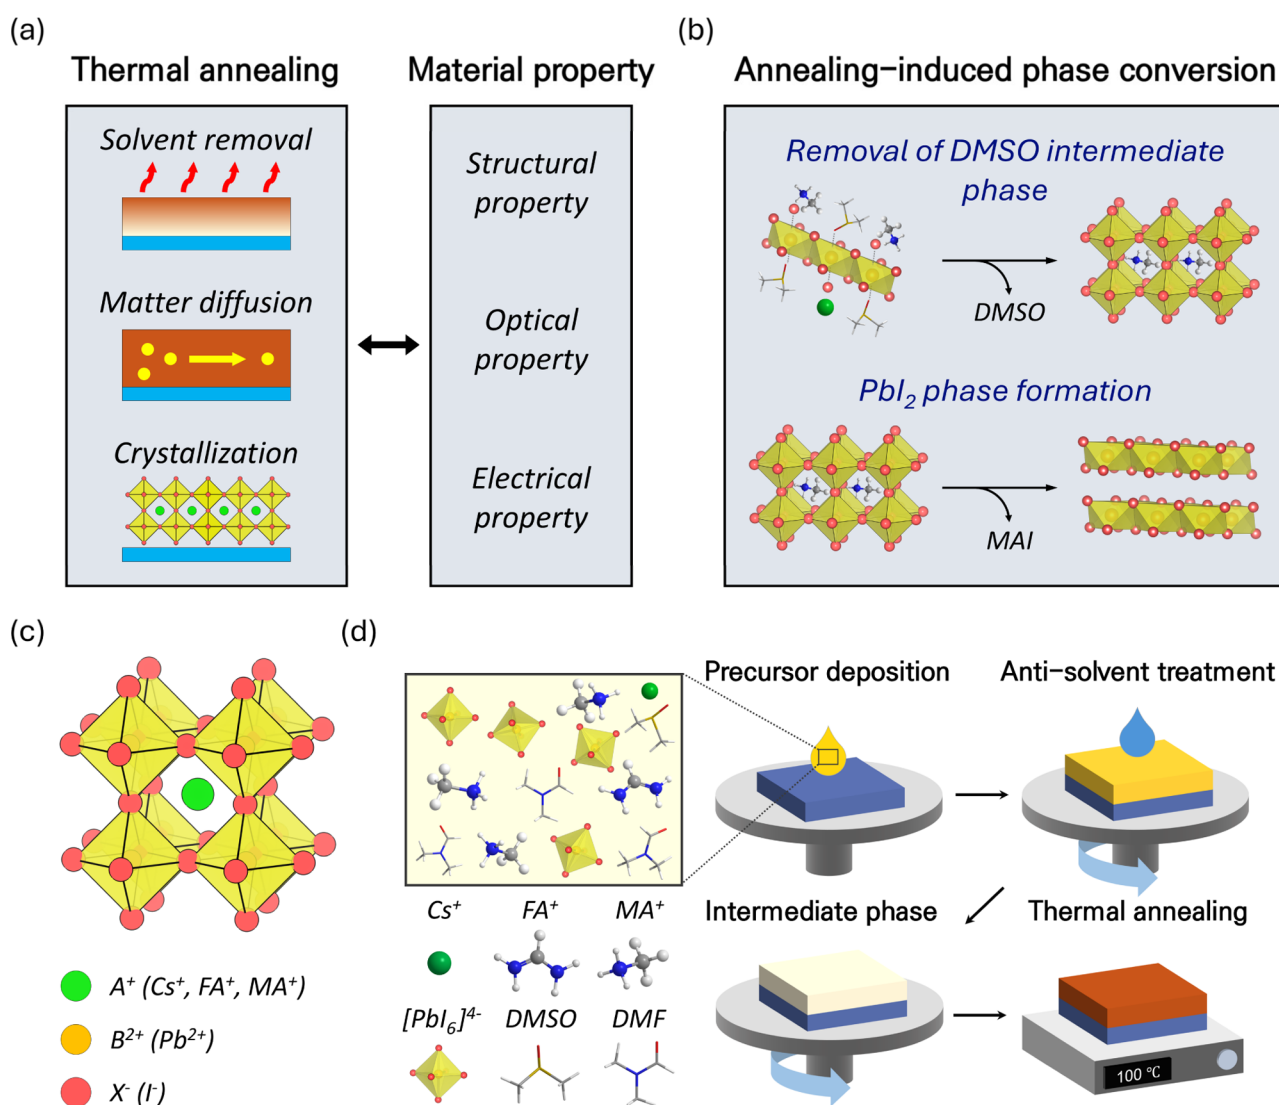 (a)
Thermal annealing
Solvent removal
Matter diffusion
Crystallization
Material property
Structural
property
Optical
property
Electrical
property
(b)
Annealing-induced phase conversion
Removal of DMSO intermediate
phase
DMSO
PbI₂ phase formation
MAI
(c)
A⁺ (Cs⁺, FA⁺, MA⁺)
B²⁺ (Pb²⁺)
X⁻ (I⁻)
(d)
Cs⁺ FA⁺ MA⁺
[PbI₆]⁴⁻ DMSO DMF
Precursor deposition
Anti-solvent treatment
Intermediate phase
Thermal annealing
100 ℃